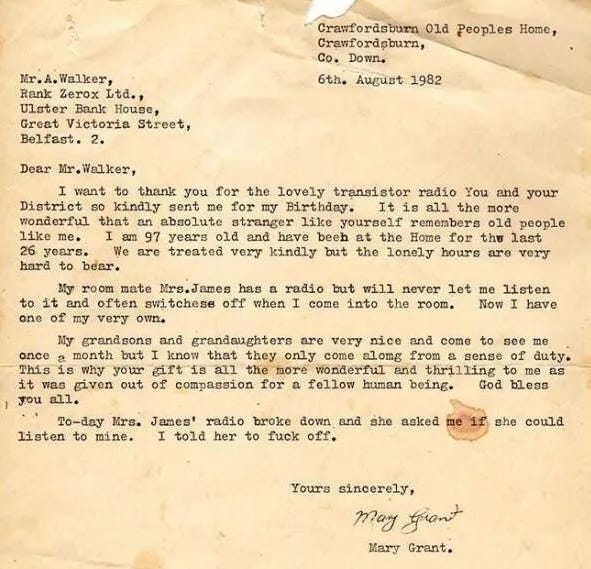 Crawfordsburn Old Peoples Home,
Crawfordsburn,
Co. Down.
6th. August 1982
Mr.A.Walker,
Rank Zerox Ltd.,
Ulster Bank House,
Great Victoria Street,
Belfast. 2.
Dear Mr.Walker,
I want to thank you for the lovely transistor radio You and your
District so kindly sent me for my Birthday. It is all the more
wonderful that an absolute stranger like yourself remembers old people
like me. I am 97 years old and have beeh at the Home for thw last
26 years. We are treated very kindly but the lonely hours are very
hard to bear.
My room mate Mrs.James has a radio but will never let me listen
to it and often switchess off when I come into the room. Now I have
one of my very own.
My grandsons and grandaughters are very nice and come to see me
once a month but I know that they only come alomg from a sense of duty.
This is why your gift is all the more wonderful and thrilling to me as
it was given out of compassion for a fellow human being. God bless
you all.
To-day Mrs. James' radio broke down and she asked me if she could
listen to mine. I told her to fuck off.
Yours sincerely,
Mary Grant
Mary Grant.